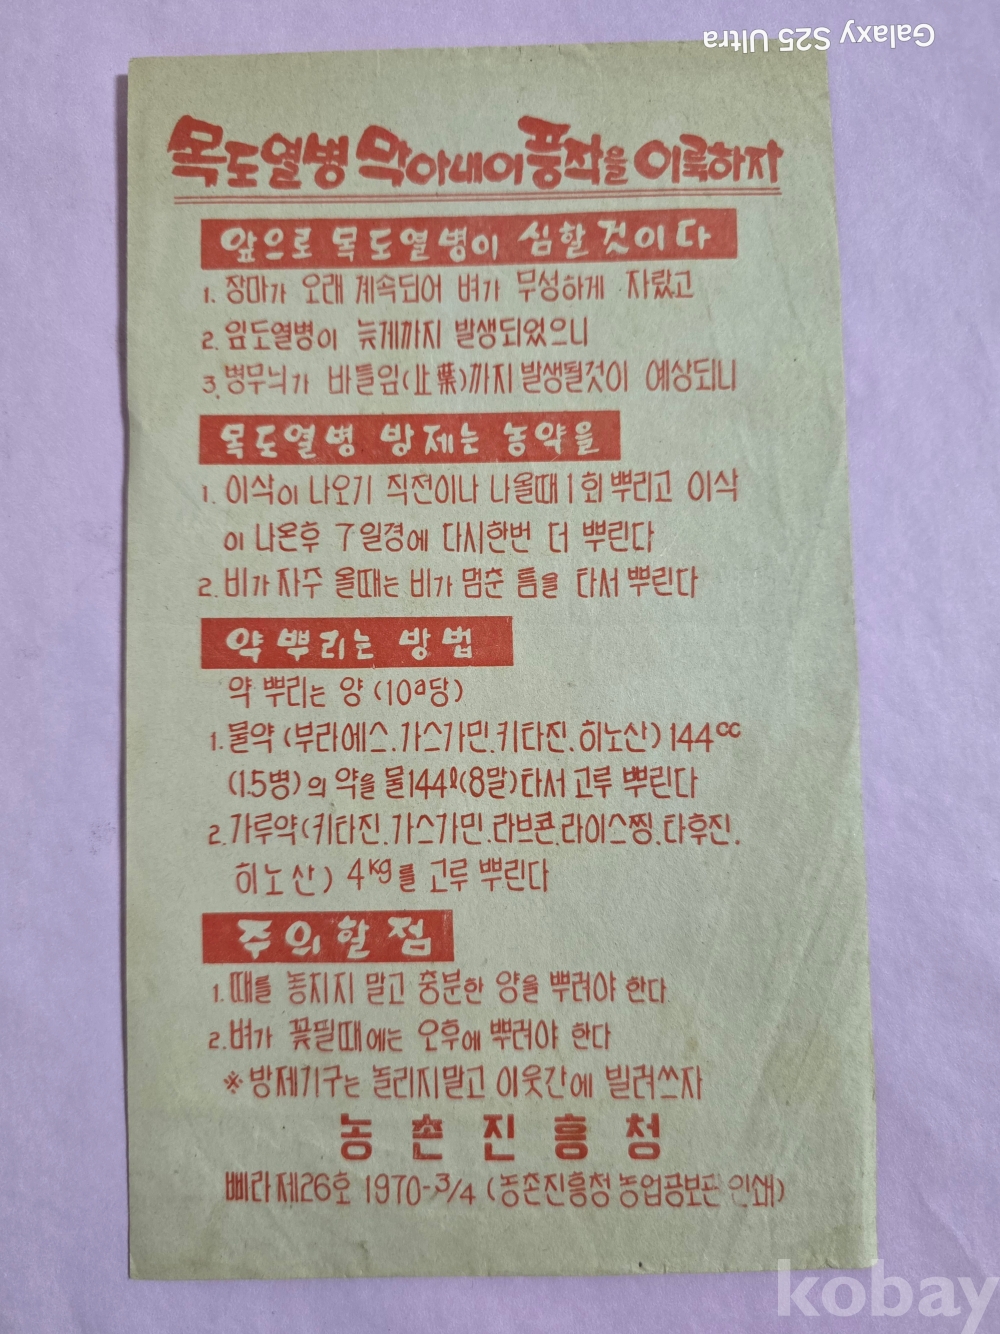 Galaxy S25 Ultra
목도열병 막아내어 풍작을 이룩하자
앞으로 목도열병이 심할것이다
1. 장마가 오래 계속되어 벼가 무성하게 자랐고
2. 잎도열병이 늦게까지 발생되었으니
3. 병무늬가 바틀잎(止葉)까지 발생될것이 예상되니
목도열병 방제는 농약을
1. 이삭이 나오기 직전이나 나올때 1회 뿌리고 이삭
이 나온후 7일경에 다시한번 더 뿌린다
2. 비가 자주 올때는 비가 멈춘 틈을 타서 뿌린다
약 뿌리는 방법
약 뿌리는 양 (10a당)
1. 물약 (부라에스.가스가민.키타진.히노산) 144cc
(1.5병)의 약을 물144ℓ(8말)타서 고루 뿌린다
2. 가루약(키타진.가스가민.라브콘.라이스찡.타후진.
히노산) 4kg를 고루 뿌린다
주의할점
1. 때를 놓지지 말고 충분한 양을 뿌려야 한다
2. 벼가 꽃필때에는 오후에 뿌려야 한다
※ 방제기구는 놀리지말고 이웃간에 빌려쓰자
농촌진흥청
삐라 제26호 1970-3/4 (농촌진흥청 농업공보관 인쇄)
kobay